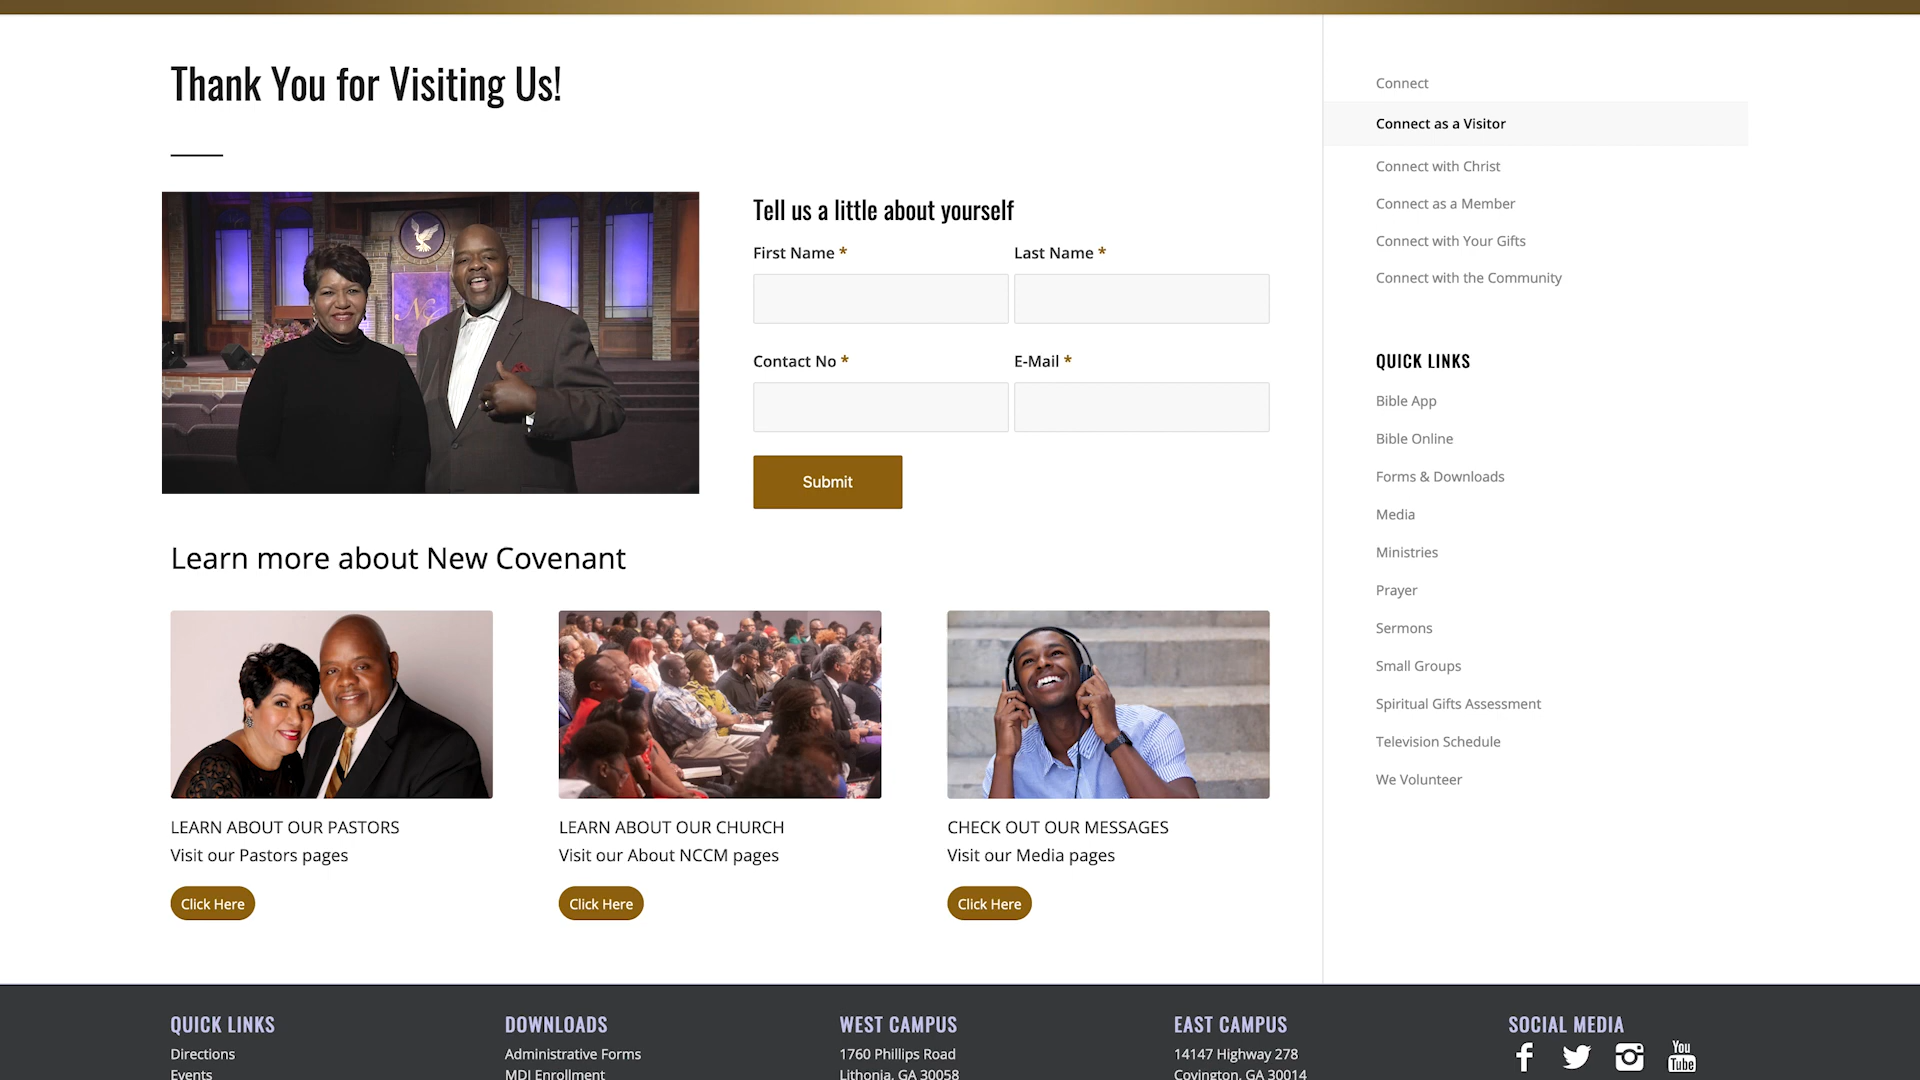 Thank You for Visiting Us!
Tell us a little about yourself
First Name *
Last Name *
Contact No *
E-Mail *
Submit
Learn more about New Covenant
LEARN ABOUT OUR PASTORS
Visit our Pastors pages
Click Here
LEARN ABOUT OUR CHURCH
Visit our About NCCM pages
Click Here
CHECK OUT OUR MESSAGES
Visit our Media pages
Click Here
Connect
Connect as a Visitor
Connect with Christ
Connect as a Member
Connect with Your Gifts
Connect with the Community
QUICK LINKS
Bible App
Bible Online
Forms & Downloads
Media
Ministries
Prayer
Sermons
Small Groups
Spiritual Gifts Assessment
Television Schedule
We Volunteer
QUICK LINKS
Directions
Events
DOWNLOADS
Administrative Forms
MDI Enrollment
WEST CAMPUS
1760 Phillips Road
Lithonia, GA 30058
EAST CAMPUS
14147 Highway 278
Covington, GA 30014
SOCIAL MEDIA
You
Tube